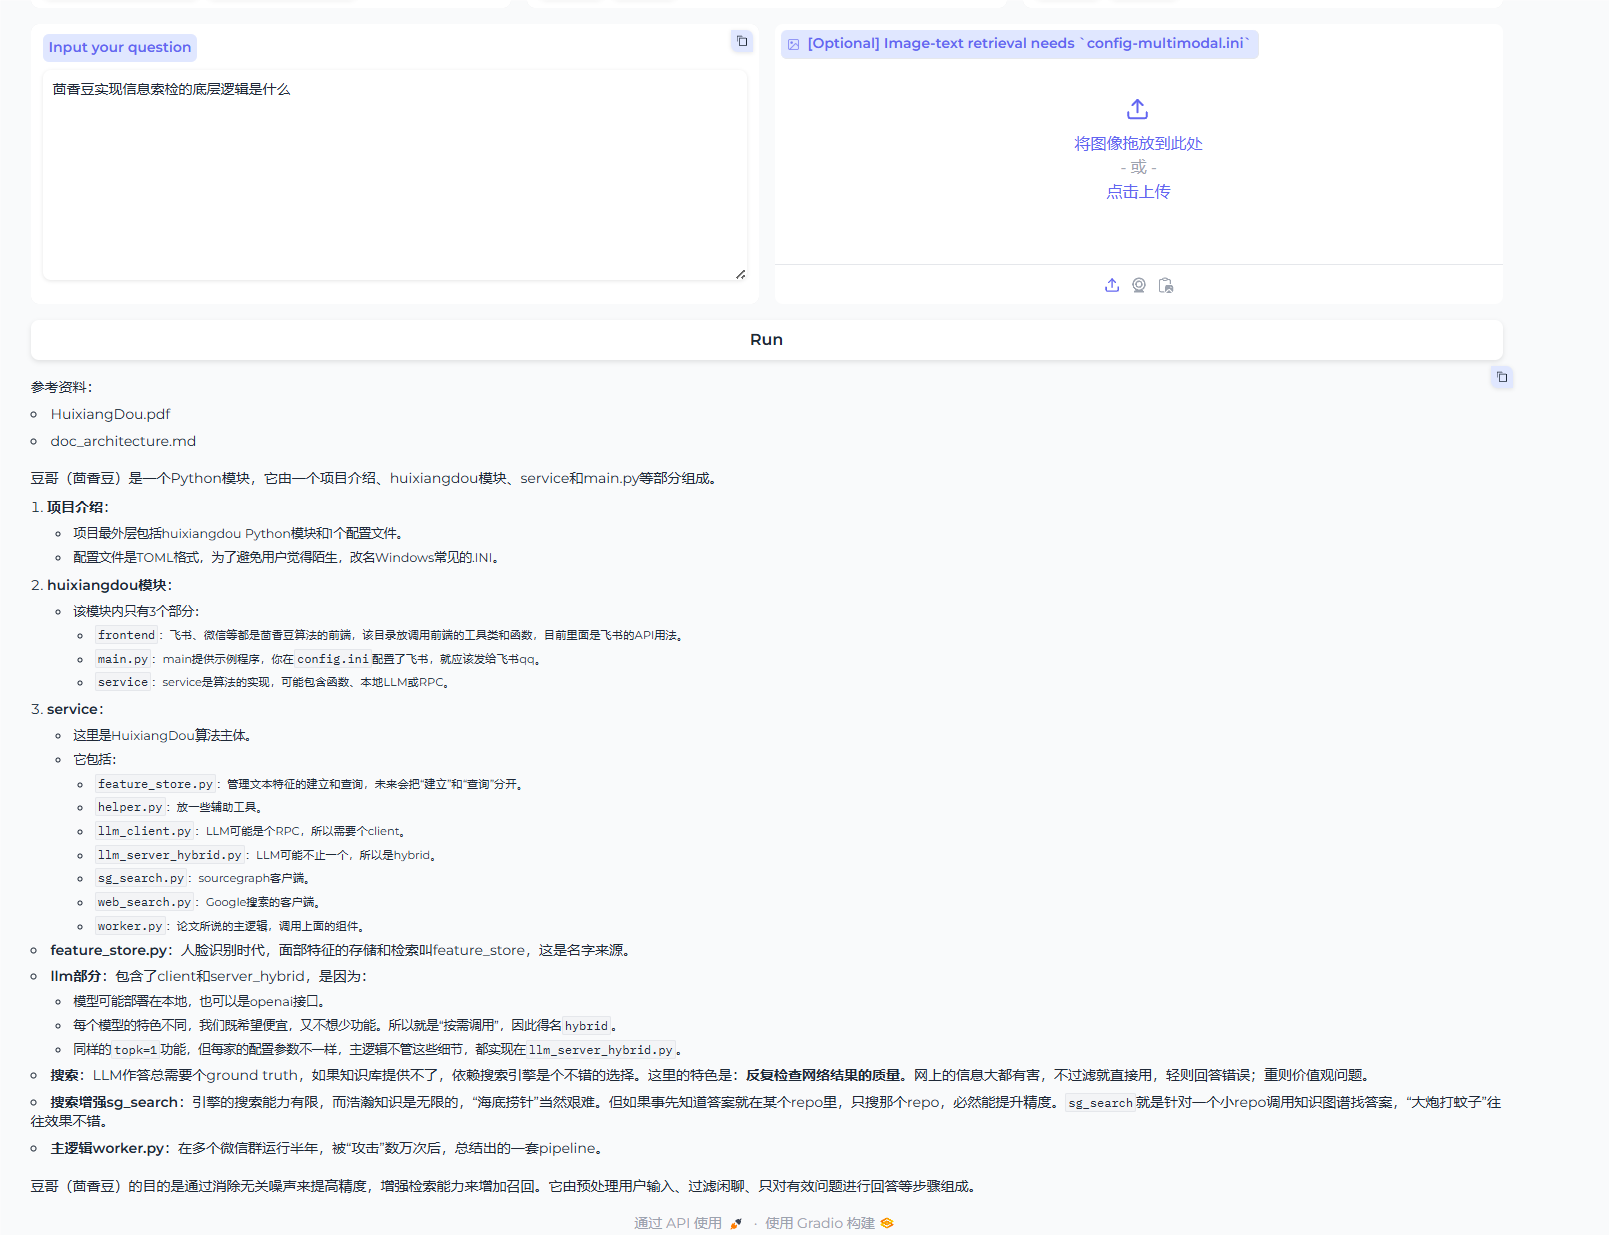 Input your question
茴香豆实现信息索检的底层逻辑是什么
[Optional] Image-text retrieval needs `config-multimodal.ini`
将图像拖放到此处
- 或 -
点击上传
Run
参考资料：
HuixiangDou.pdf
doc_architecture.md
豆哥（茴香豆）是一个Python模块，它由一个项目介绍、huixiangdou模块、service和main.py等部分组成。
1. 项目介绍：
项目最外层包括huixiangdou Python模块和1个配置文件。
配置文件是TOML格式，为了避免用户觉得陌生，改名Windows常见的.INI。
2. huixiangdou模块：
该模块内只有3个部分：
frontend：飞书、微信等都是茴香豆算法的前端，该目录放调用前端的工具类和函数，目前里面是飞书的API用法。
main.py：main提供示例程序，你在config.ini配置了飞书，就应该发给飞书qq。
service：service是算法的实现，可能包含函数、本地LLM或RPC。
3. service：
这里是HuixiangDou算法主体。
它包括：
feature_store.py：管理文本特征的建立和查询，未来会把“建立”和“查询”分开。
helper.py：放一些辅助工具。
llm_client.py：LLM可能是个RPC，所以需要个client。
llm_server_hybrid.py：LLM可能不止一个，所以是hybrid。
sg_search.py：sourcegraph客户端。
web_search.py：Google搜索的客户端。
worker.py：论文所说的主逻辑，调用上面的组件。
feature_store.py：人脸识别时代，面部特征的存储和检索叫feature_store，这是名字来源。
llm部分：包含了client和server_hybrid，是因为：
模型可能部署在本地，也可以是openai接口。
每个模型的特色不同，我们既希望便宜，又不想少功能。所以就是“按需调用”，因此得名hybrid。
同样的topk=1功能，但每家的配置参数不一样，主逻辑不管这些细节，都实现在llm_server_hybrid.py。
搜索：LLM作答总需要个ground truth，如果知识库提供不了，依赖搜索引擎是个不错的选择。这里的特色是：反复检查网络结果的质量。网上的信息大都有害，不过滤就直接用，轻则回答错误；重则价值观问题。
搜索增强sg_search：引擎的搜索能力有限，而浩瀚知识是无限的，“海底捞针”当然艰难。但如果事先知道答案就在某个repo里，只搜那个repo，必然能提升精度。sg_search就是针对一个小repo调用知识图谱找答案，“大炮打蚊子”往
往效果不错。
主逻辑worker.py：在多个微信群运行半年，被“攻击”数万次后，总结出的一套pipeline。
豆哥（茴香豆）的目的是通过消除无关噪声来提高精度，增强检索能力来增加召回。它由预处理用户输入、过滤闲聊、只对有效问题进行回答等步骤组成。
通过 API 使用 · 使用 Gradio 构建